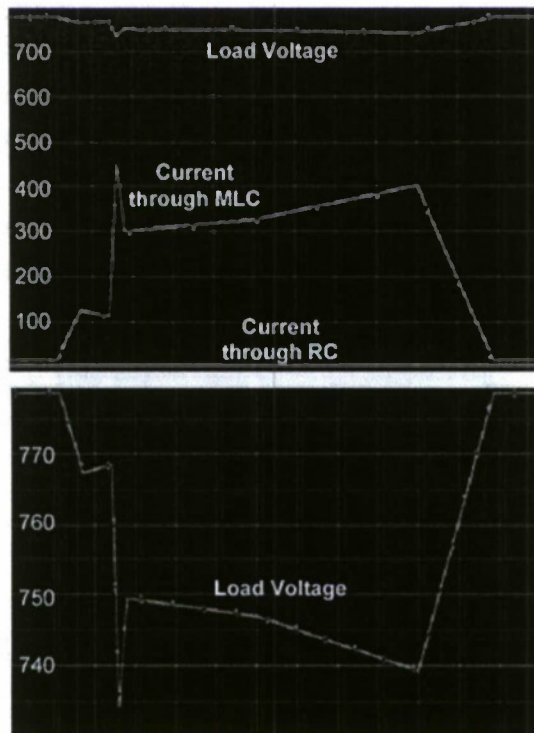 700
Load Voltage
600
500
Current
through MLC
400
300
200
Current
through RC
100
770
760
750
Load Voltage
740